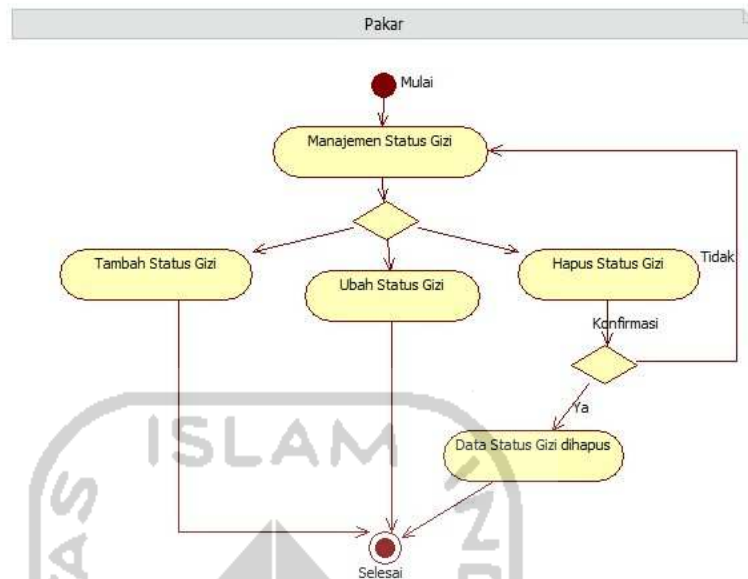 Pakar
Mulai
Manajemen Status Gizi
Tambah Status Gizi
Ubah Status Gizi
Hapus Status Gizi
Tidak
Konfirmasi
Ya
Data Status Gizi dihapus
Selesai
ISLAM